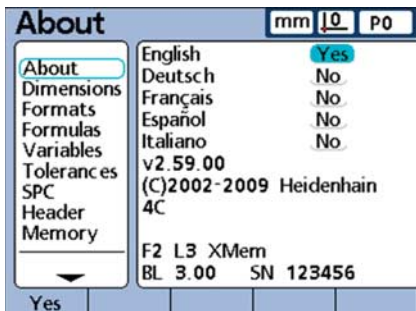 About mm 0 P0
About
Dimensions
Formats
Formulas
Variables
Tolerances
SPC
Header
Memory
English Yes
Deutsch No
Français No
Español No
Italiano No
v2.59.00
(C)2002-2009 Heidenhain
4C
F2 L3 XMem
BL 3.00 SN 123456
Yes